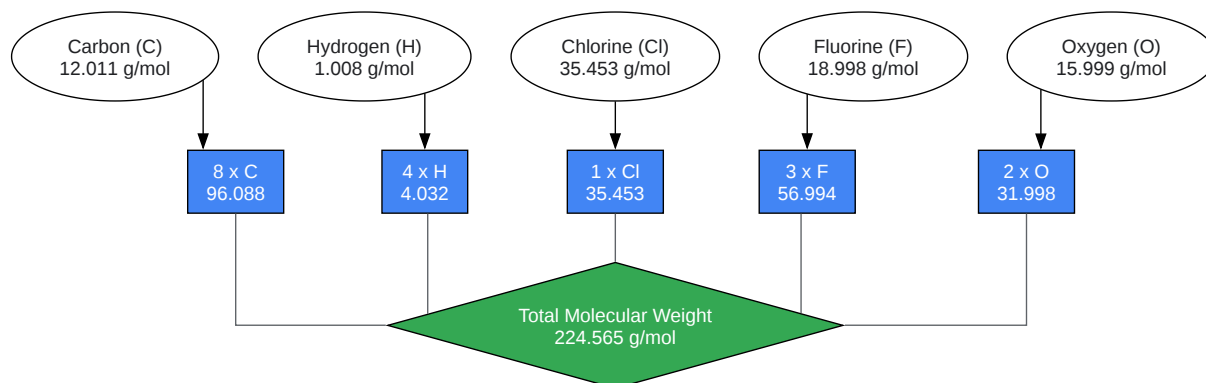 Carbon (C)
12.011 g/mol
Hydrogen (H)
1.008 g/mol
Chlorine (Cl)
35.453 g/mol
Fluorine (F)
18.998 g/mol
Oxygen (O)
15.999 g/mol
8 x C
96.088
4 x H
4.032
1 x Cl
35.453
3 x F
56.994
2 x O
31.998
Total Molecular Weight
224.565 g/mol